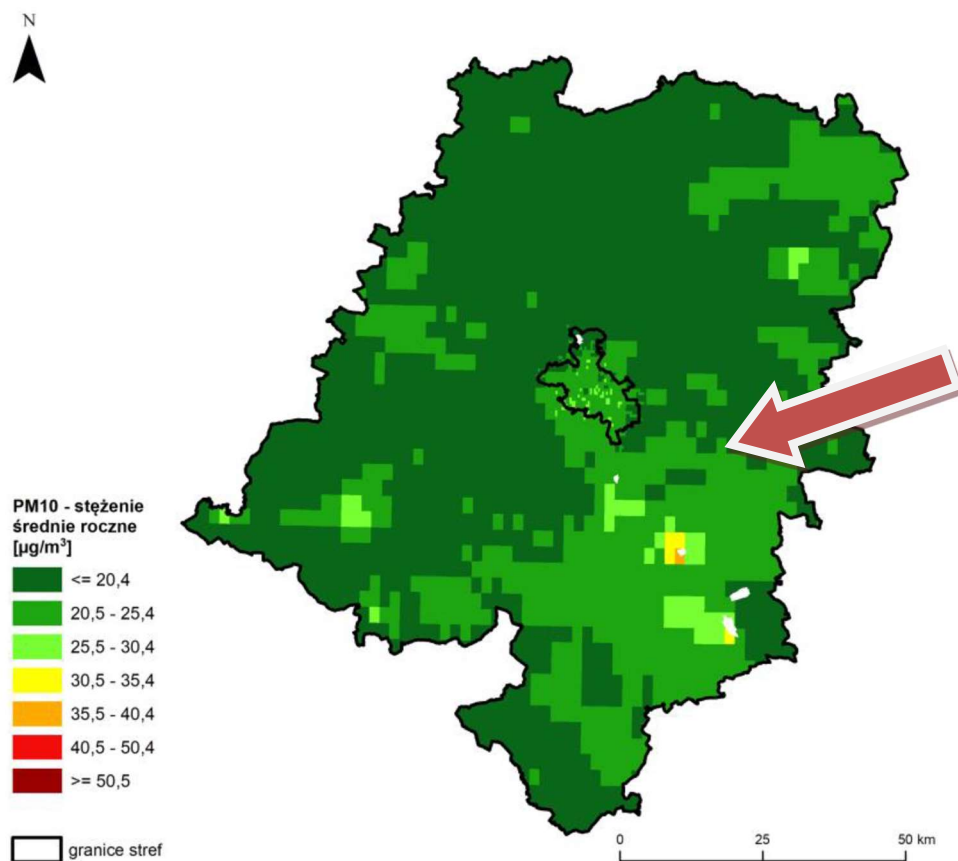 N
PM10 - stężenie
średnie roczne
[µg/m³]
<= 20,4
20,5 - 25,4
25,5 - 30,4
30,5 - 35,4
35,5 - 40,4
40,5 - 50,4
>= 50,5
granice stref
0 25 50 km